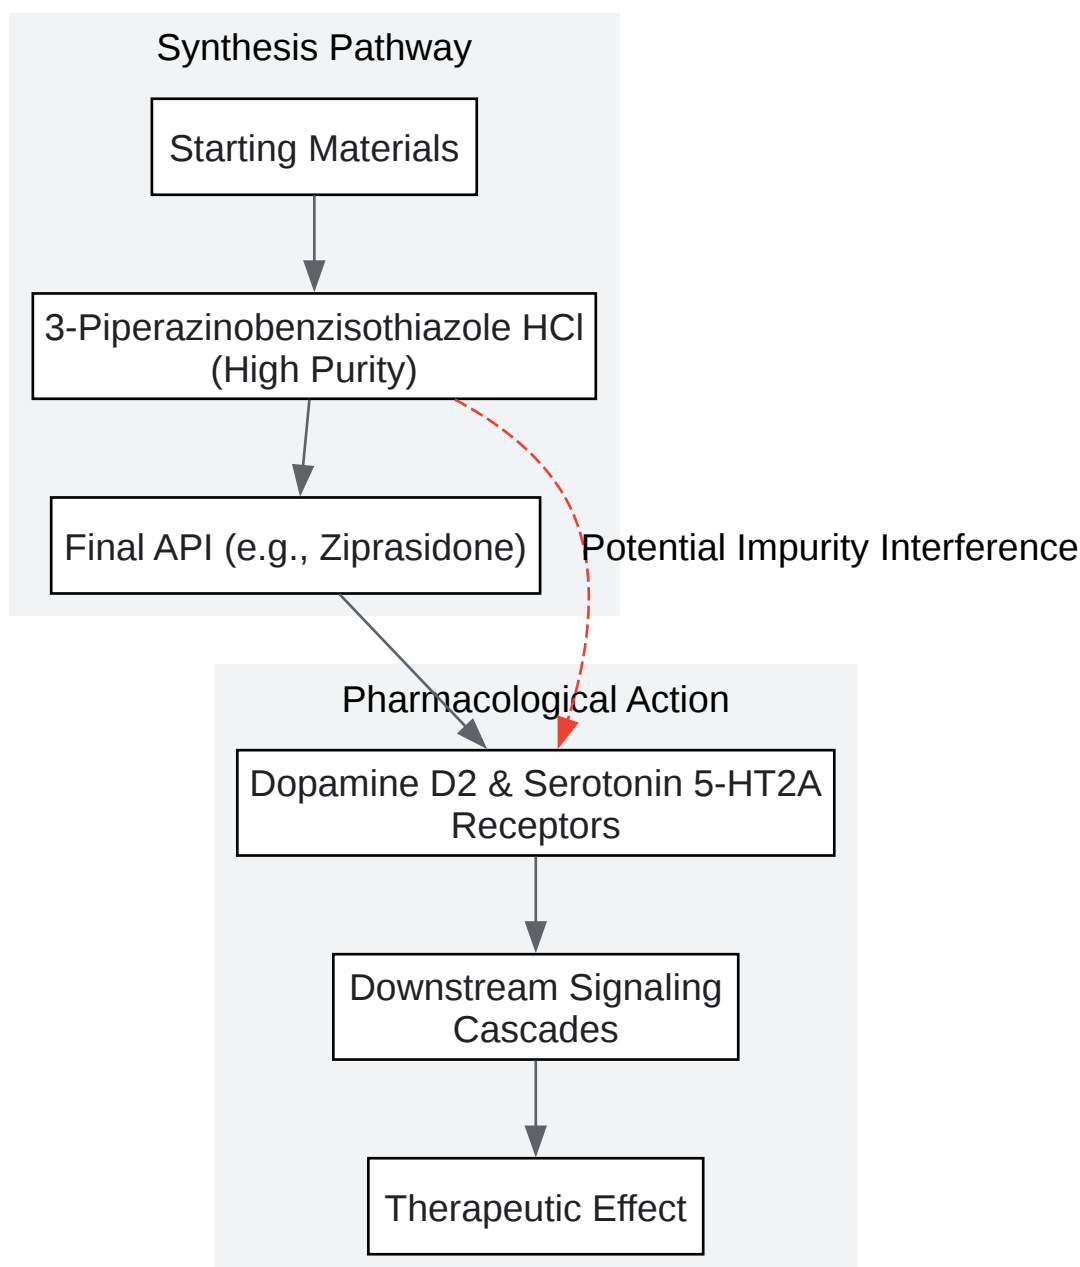 Synthesis Pathway
Starting Materials
3-Piperazinobenzisothiazole HCl
(High Purity)
Final API (e.g., Ziprasidone)
Potential Impurity Interference
Pharmacological Action
Dopamine D2 & Serotonin 5-HT2A
Receptors
Downstream Signaling
Cascades
Therapeutic Effect